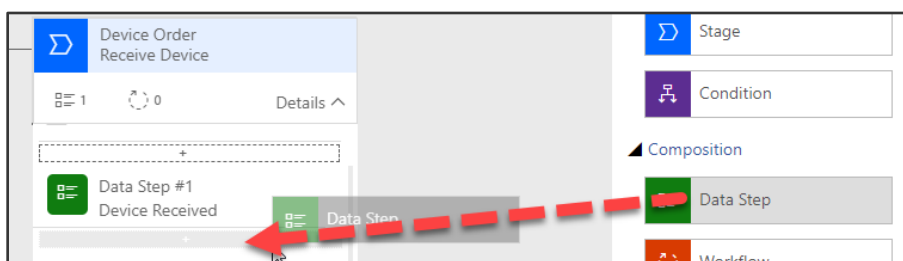 Device Order
Receive Device
1
0
Details
+
Data Step #1
Device Received
Data Step
+
Stage
Condition
Composition
Data Step
Workflow